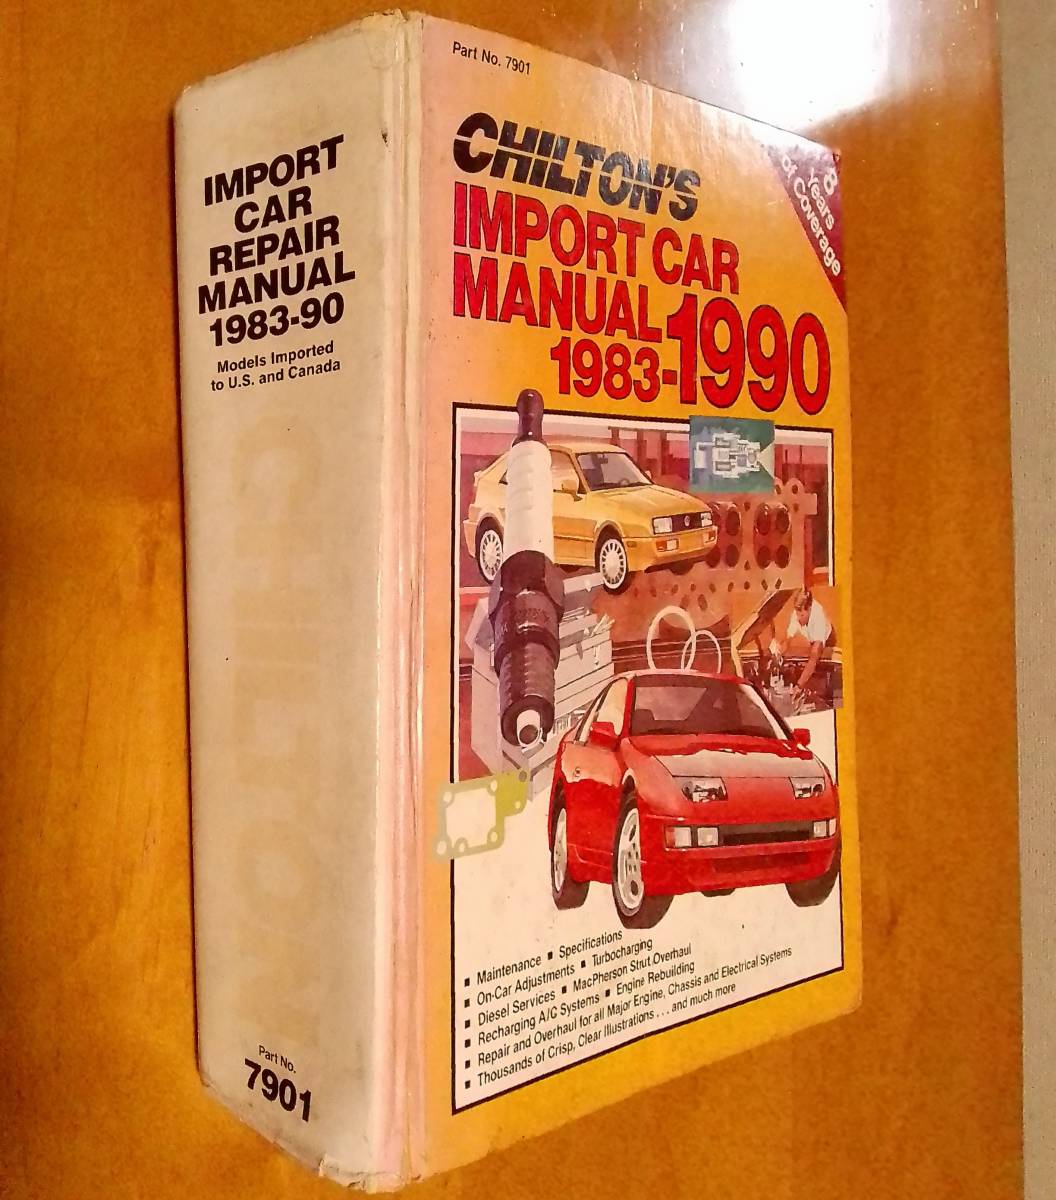 IMPORT
CAR
REPAIR
MANUAL
1983-90
Models Imported
to U.S. and Canada
CHILTON'S
Part No.
7901
Part No. 7901
CHILTON'S
IMPORT CAR
MANUAL
1983-1990
8
Years
of Coverage
■ Maintenance ■ Specifications
■ On-Car Adjustments ■ Turbocharging
■ Diesel Services ■ MacPherson Strut Overhaul
■ Recharging A/C Systems ■ Engine Rebuilding
■ Repair and Overhaul for all Major Engine, Chassis and Electrical Systems
■ Thousands of Crisp, Clear Illustrations . . . and much more